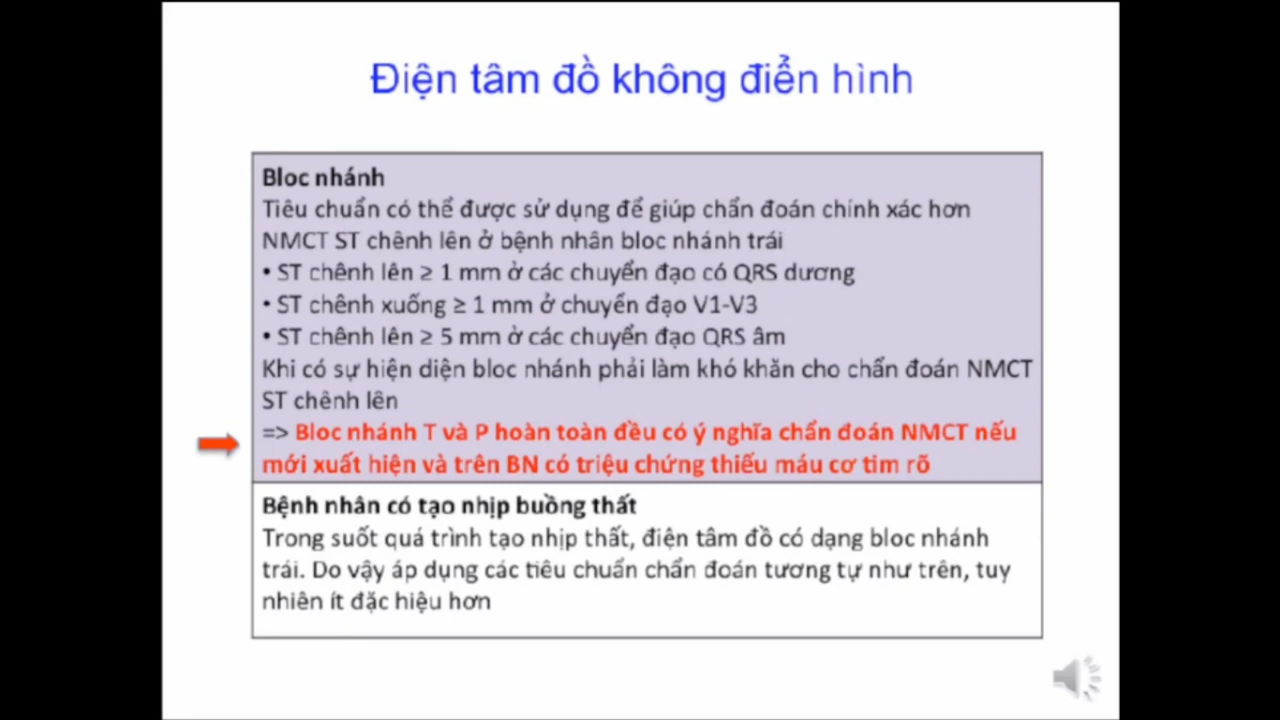 Điện tâm đồ không điển hình
Bloc nhánh
Tiêu chuẩn có thể được sử dụng để giúp chẩn đoán chính xác hơn
NMCT ST chênh lên ở bệnh nhân bloc nhánh trái
• ST chênh lên ≥ 1 mm ở các chuyển đạo có QRS dương
• ST chênh xuống ≥ 1 mm ở chuyển đạo V1-V3
• ST chênh lên ≥ 5 mm ở các chuyển đạo QRS âm
Khi có sự hiện diện bloc nhánh phải làm khó khăn cho chẩn đoán NMCT
ST chênh lên
=> Bloc nhánh T và P hoàn toàn đều có ý nghĩa chẩn đoán NMCT nếu
mới xuất hiện và trên BN có triệu chứng thiếu máu cơ tim rõ
Bệnh nhân có tạo nhịp buồng thất
Trong suốt quá trình tạo nhịp thất, điện tâm đồ có dạng bloc nhánh
trái. Do vậy áp dụng các tiêu chuẩn chẩn đoán tương tự như trên, tuy
nhiên ít đặc hiệu hơn